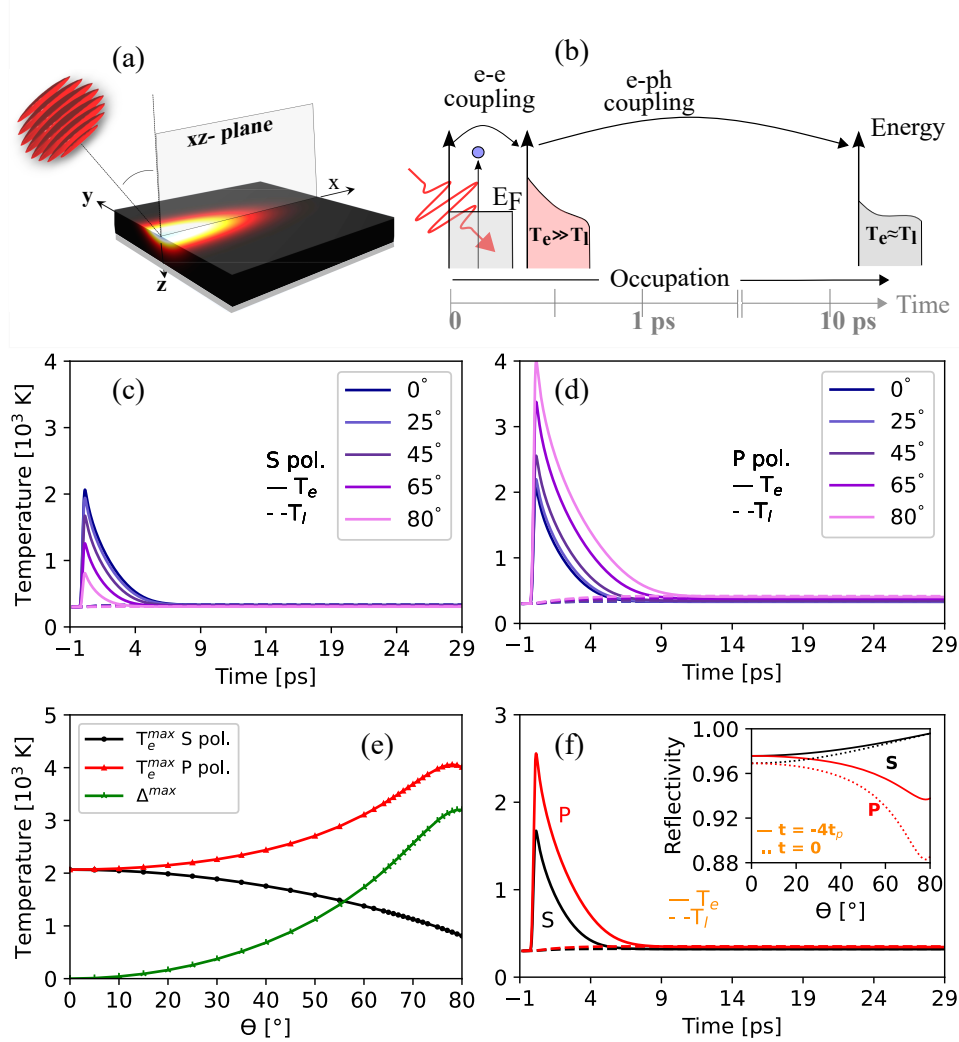 (a)
xz- plane
x
y
z
(b)
e-e
coupling
e-ph
coupling
Energy
E_F
T_e≫T_l
T_e≈T_l
Occupation
Time
0
1 ps
10 ps
(c)
Temperature [10³ K]
4
3
2
1
0
−1 4 9 14 19 24 29
Time [ps]
S pol.
— T_e
--T_l
0°
25°
45°
65°
80°
(d)
4
3
2
1
0
−1 4 9 14 19 24 29
Time [ps]
P pol.
— T_e
--T_l
0°
25°
45°
65°
80°
(e)
Temperature [10³ K]
5
4
3
2
1
0
0 10 20 30 40 50 60 70 80
Θ [°]
T_e^max S pol.
T_e^max P pol.
Δ^max
(f)
3
2
1
0
−1 4 9 14 19 24 29
Time [ps]
P
S
— T_e
--T_l
Reflectivity
1.00
0.96
0.92
0.88
0 20 40 60 80
Θ [°]
S
P
— t = -4t_p
t = 0